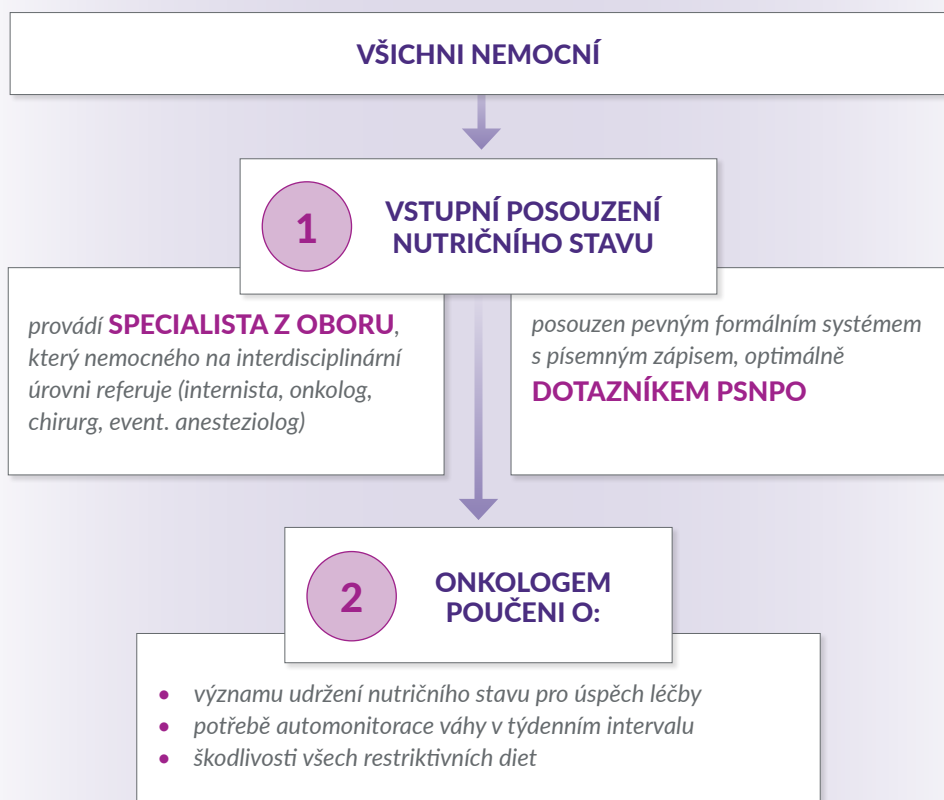 VŠICHNI NEMOCNÍ
1
VSTUPNÍ POSOUZENÍ
NUTRIČNÍHO STAVU
provádí SPECIALISTA Z OBORU,
který nemocného na interdisciplinární
úrovni referuje (internista, onkolog,
chirurg, event. anesteziolog)
posouzen pevným formálním systémem
s písemným zápisem, optimálně
DOTAZNÍKEM PSNPO
2
ONKOLOGEM
POUČENI O:
• významu udržení nutričního stavu pro úspěch léčby
• potřebě automonitorace váhy v týdenním intervalu
• škodlivosti všech restriktivních diet